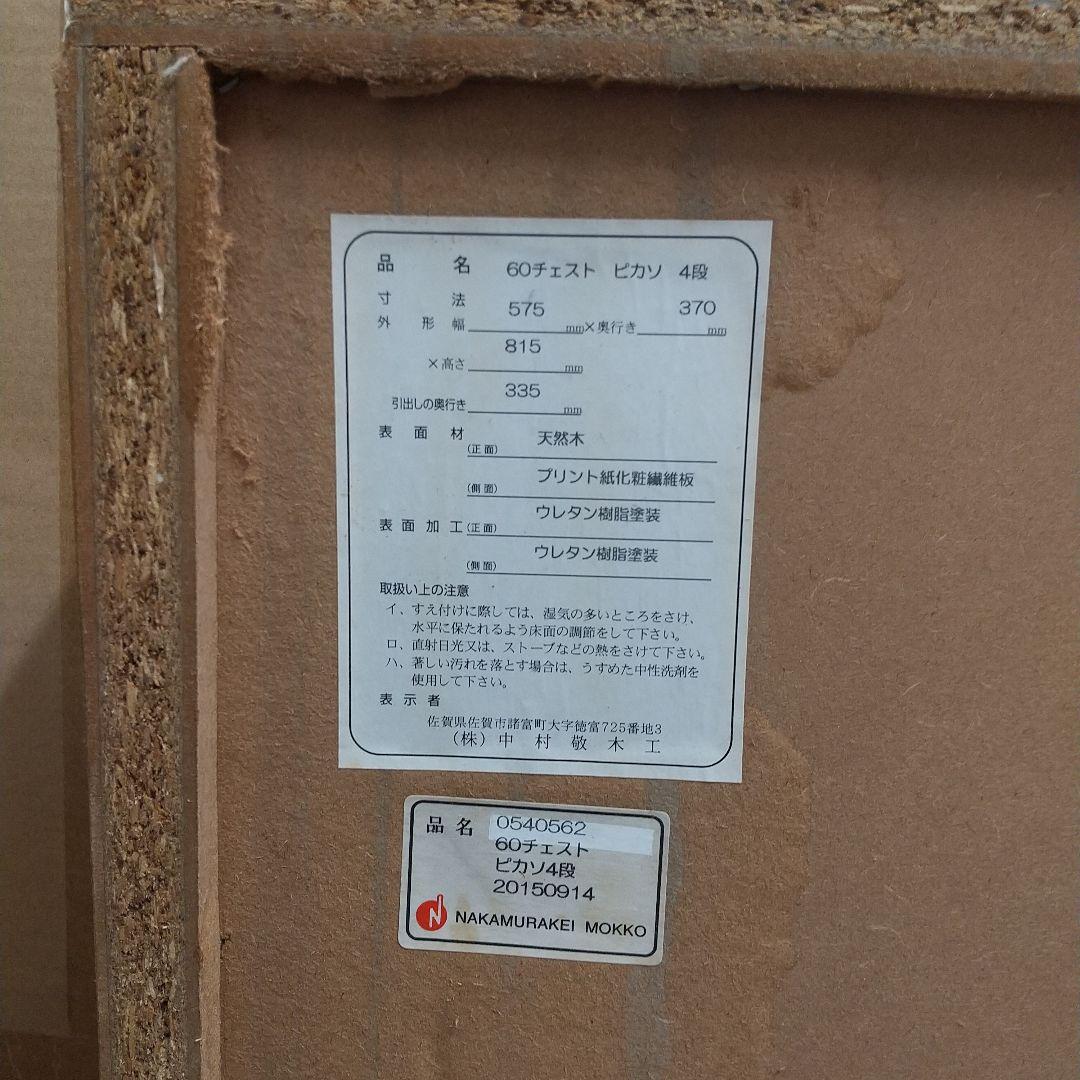 品名 60チェスト ピカソ 4段
寸法
外形幅 575mm×奥行き 370mm
×高さ 815mm
引出しの奥行き 335mm
表面材 (正面) 天然木
(側面) プリント紙化粧繊維板
表面加工 (正面) ウレタン樹脂塗装
(側面) ウレタン樹脂塗装
取扱い上の注意
イ、すえ付けに際しては、湿気の多いところをさけ、
水平に保たれるよう床面の調節をして下さい。
ロ、直射日光又は、ストーブなどの熱をさけて下さい。
ハ、著しい汚れを落とす場合は、うすめた中性洗剤を
使用して下さい。
表示者
佐賀県佐賀市諸富町大字徳富725番地3
(株)中村敬木工
品名 0540562
60チェスト
ピカソ4段
20150914
N NAKAMURAKEI MOKKO